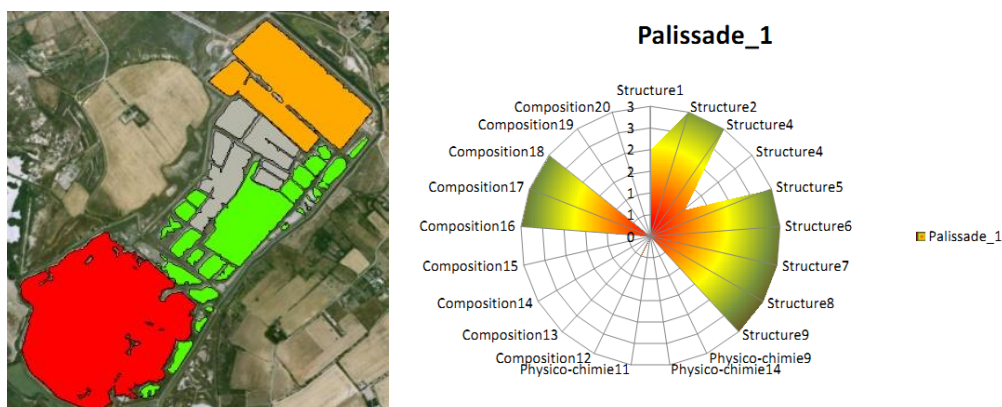 Palissade_1
Structure1
Composition20
Structure2
Composition19
Structure4
Composition18
Structure4
Composition17
Structure5
Composition16
Structure6
Composition15
Structure7
Composition14
Structure8
Composition13
Structure9
Composition12
Physico-chimie9
Physico-chimie11
Physico-chimie14
3
3
2
2
1
1
0
Palissade_1